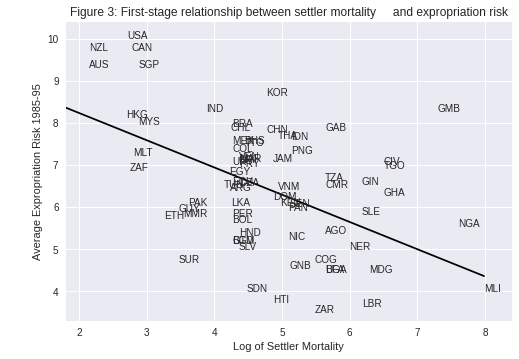 Figure 3: First-stage relationship between settler mortality and expropriation risk
Average Expropriation Risk 1985-95
10
9
8
7
6
5
4
USA
NZL CAN
AUS SGP
KOR
HKG MYS IND GMB
BRA
CHL CHN GAB
THA IDN
COL PNG
MLT JAM TGO
VNAF
EGY
TZA
CMR GIN
VNM GHA
ARG
DOM
PAK LKA PAN
GUY MMR PER SLE
ETH BOL NGA
HND NIC AGO
SLV NER
SUR GNB COG MDG
SDN MLI
HTI LBR
ZAR
2 3 4 5 6 7 8
Log of Settler Mortality